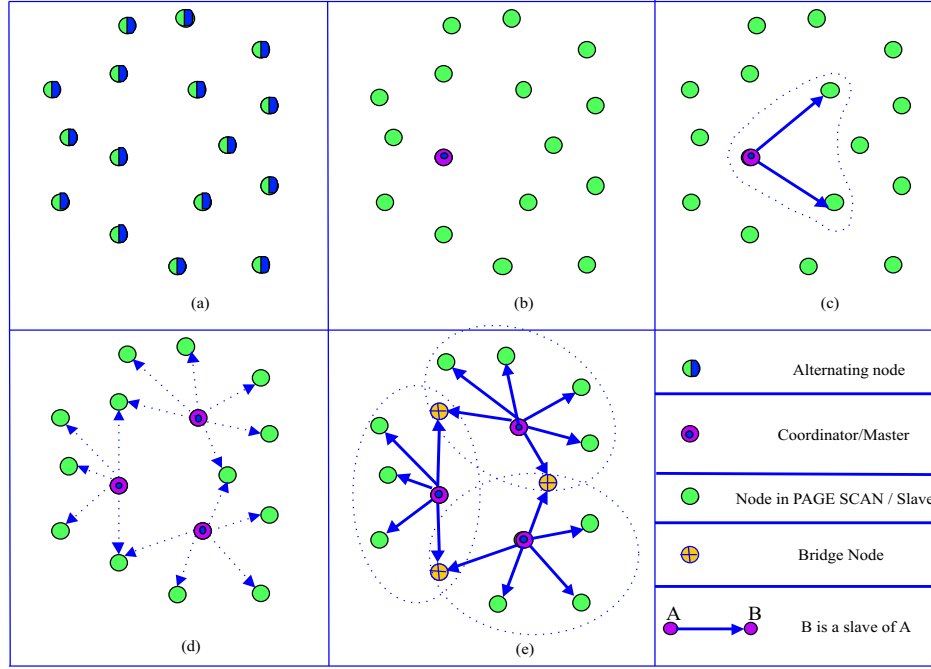 (a)
(b)
(c)
(d)
(e)
Alternating node
Coordinator/Master
Node in PAGE SCAN / Slave
Bridge Node
A B
B is a slave of A